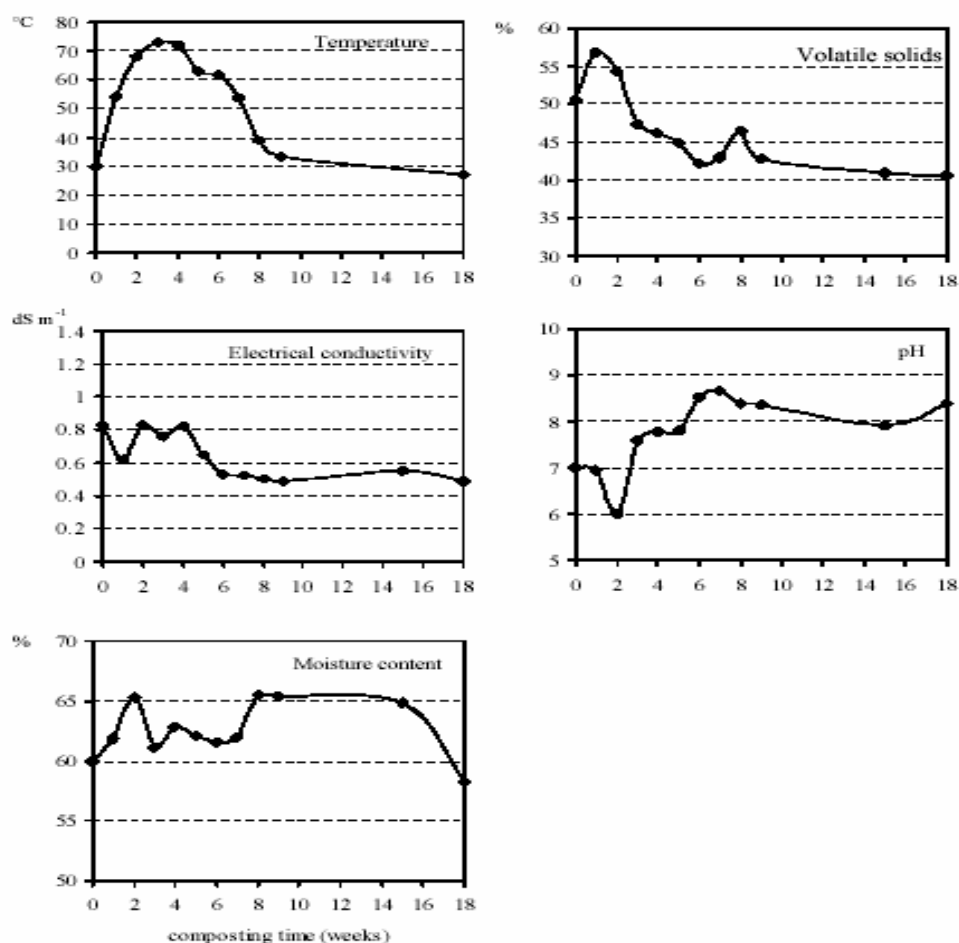 °C
Temperature
80
70
60
50
40
30
20
10
0
0 2 4 6 8 10 12 14 16 18
%
Volatile solids
60
55
50
45
40
35
30
0 2 4 6 8 10 12 14 16 18
dS m⁻¹
Electrical conductivity
1.4
1.2
1
0.8
0.6
0.4
0.2
0
0 2 4 6 8 10 12 14 16 18
pH
10
9
8
7
6
5
0 2 4 6 8 10 12 14 16 18
%
Moisture content
70
65
60
55
50
0 2 4 6 8 10 12 14 16 18
composting time (weeks)